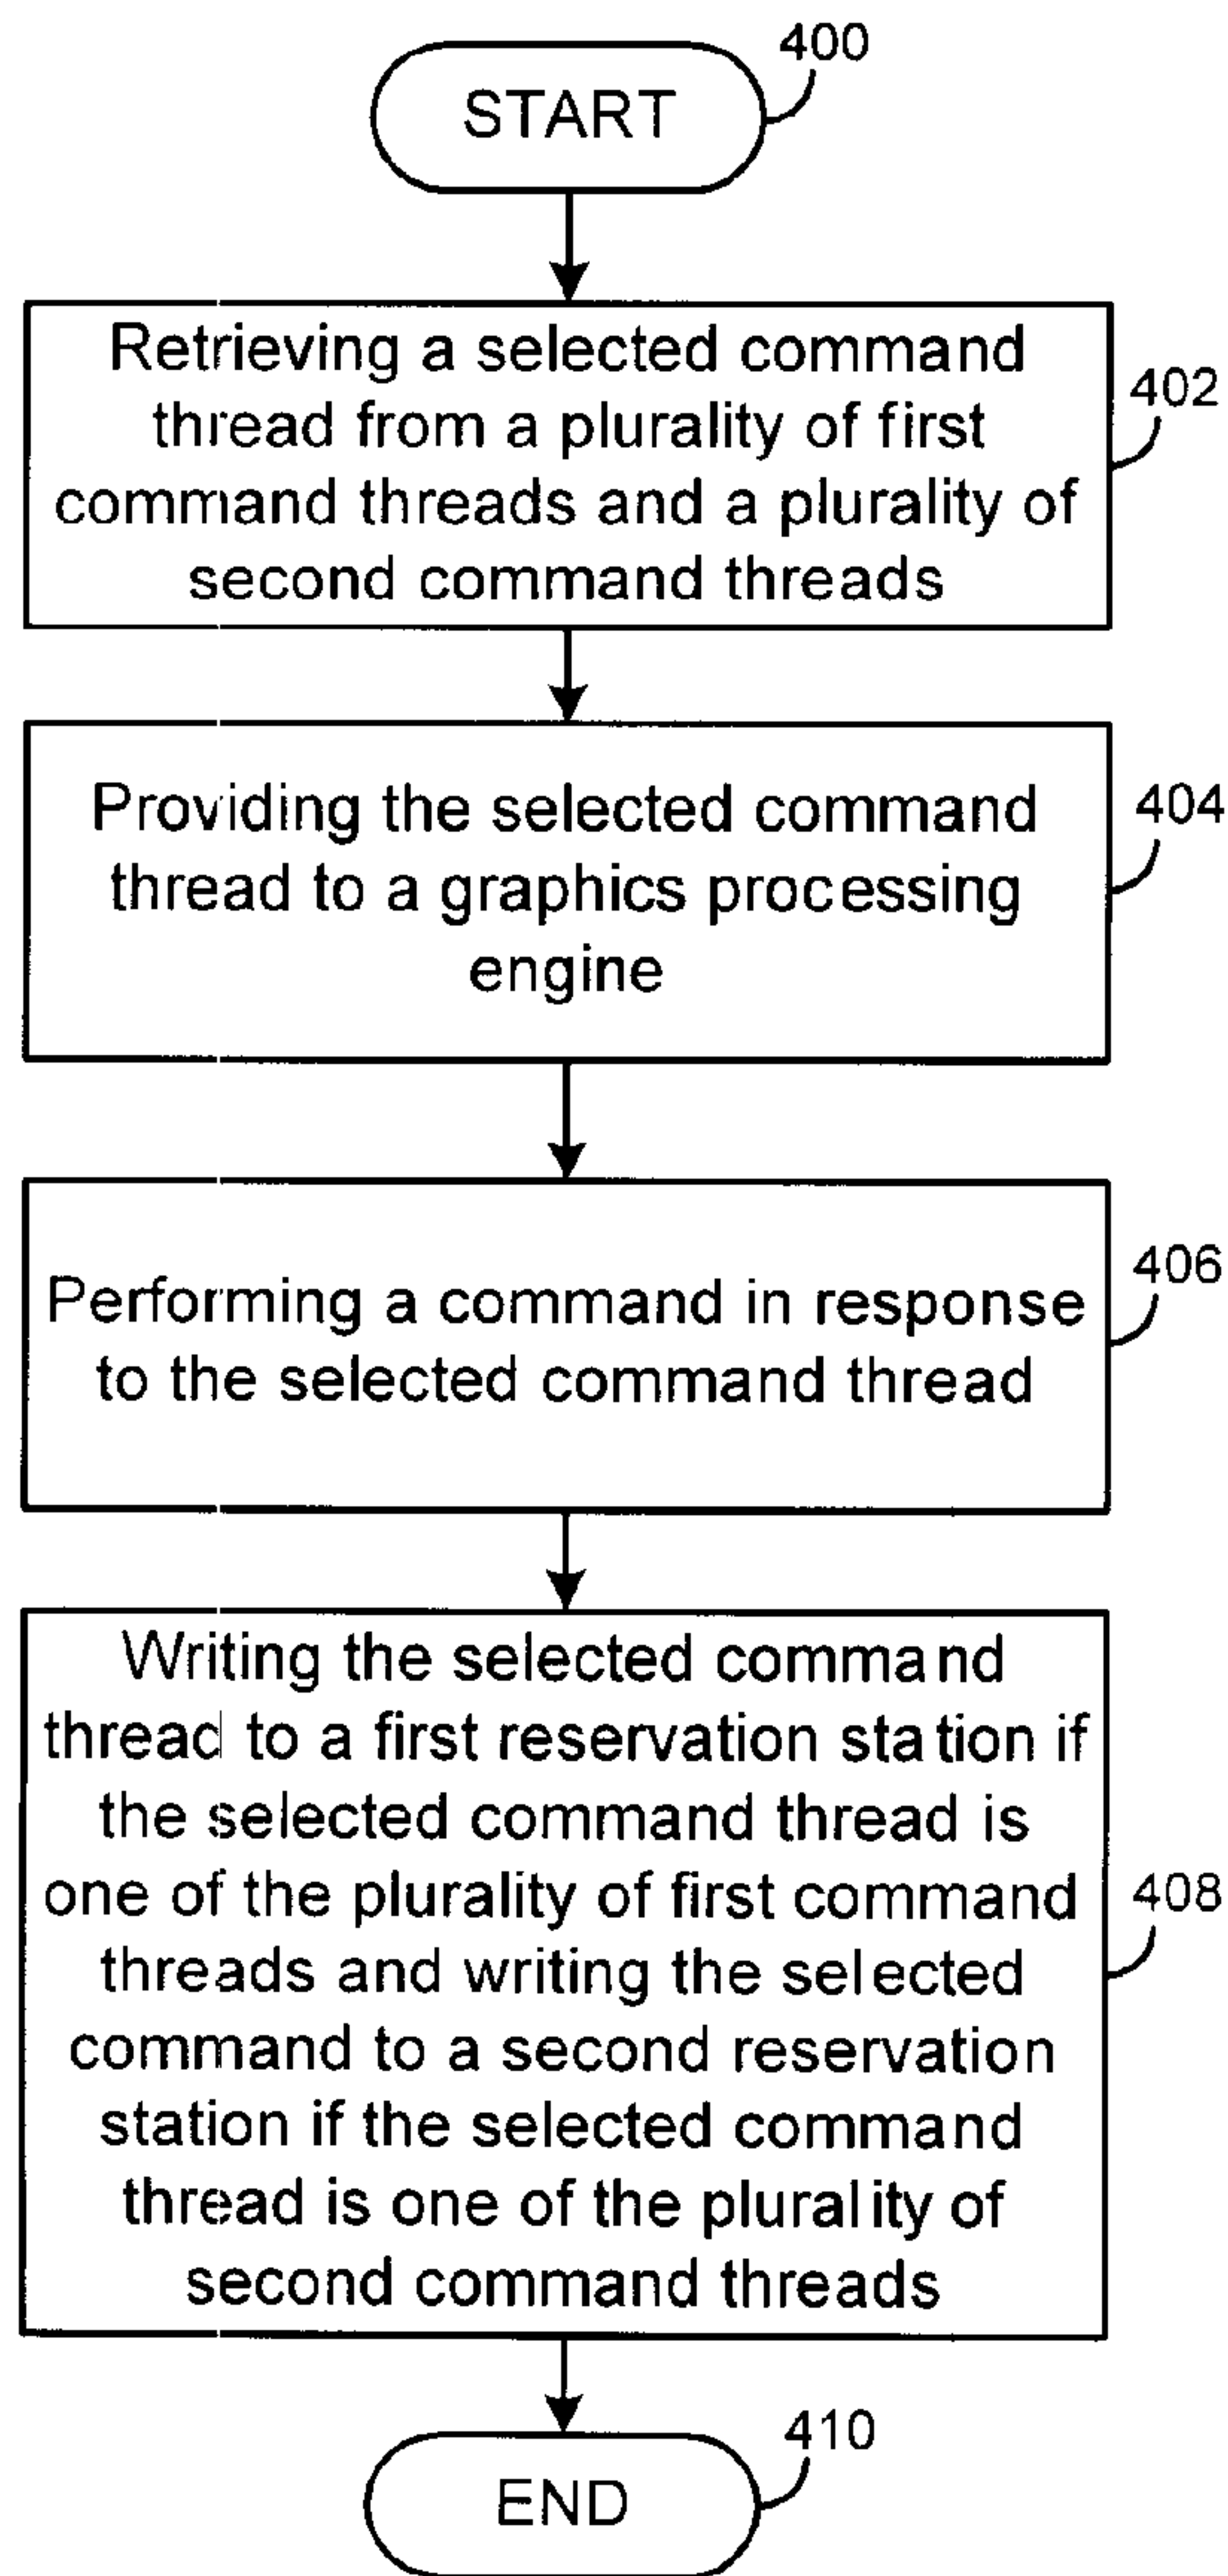 400
START
Retrieving a selected command
thread from a plurality of first
command threads and a plurality of
second command threads
402
Providing the selected command
thread to a graphics processing
engine
404
Performing a command in response
to the selected command thread
406
Writing the selected command
thread to a first reservation station if
the selected command thread is
one of the plurality of first command
threads and writing the selected
command to a second reservation
station if the selected command
thread is one of the plurality of
second command threads
408
410
END